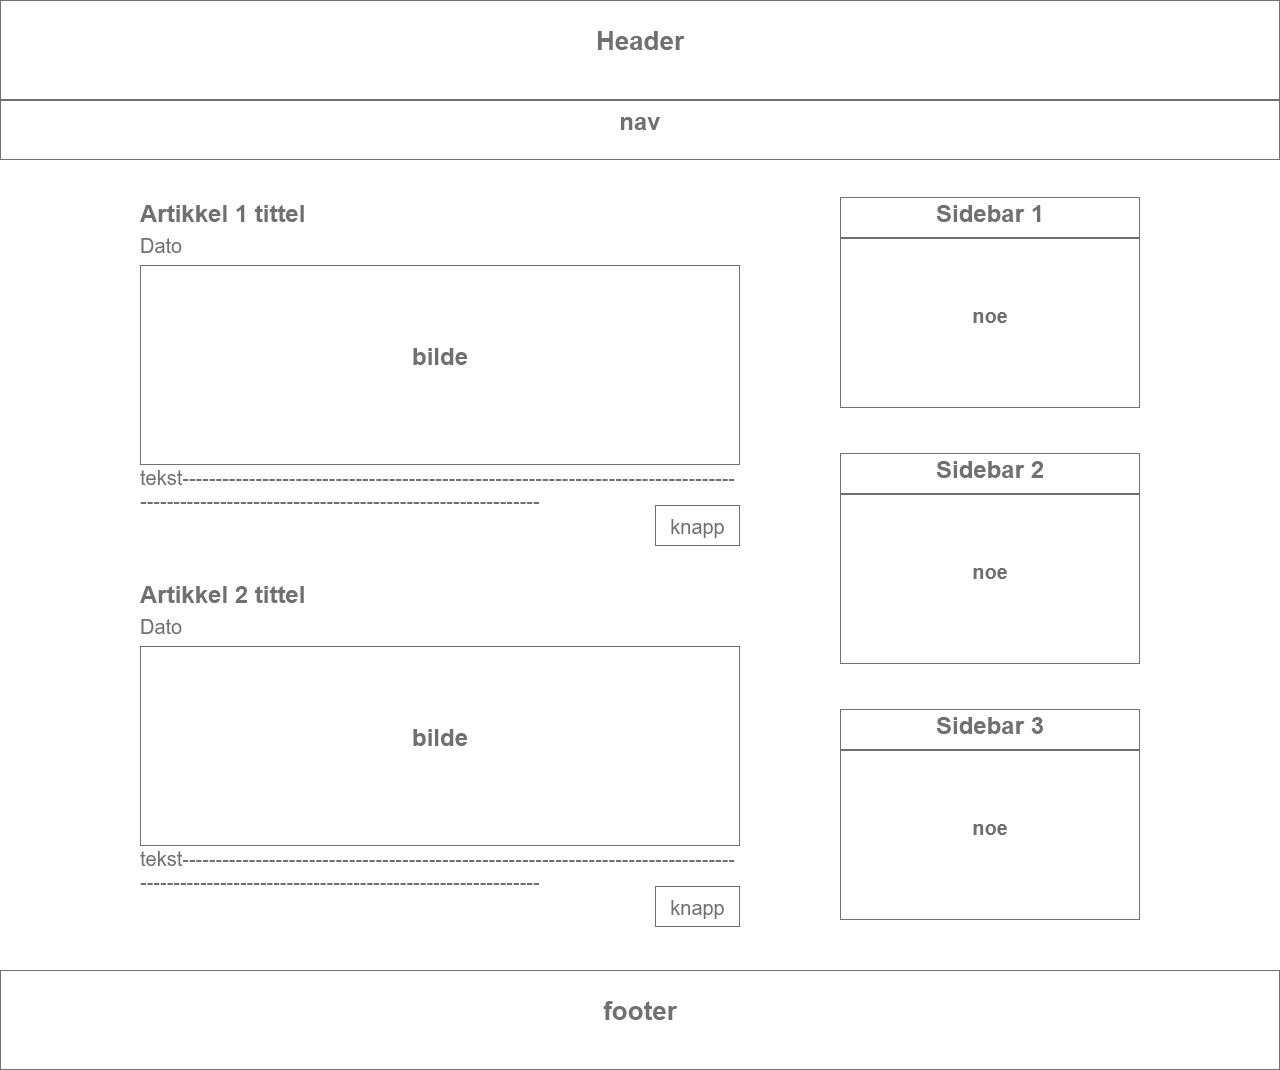 Header
nav
Artikkel 1 tittel
Dato
bilde
tekst-----------------------------------------------------------------------------------
------------------------------------------------------------
knapp
Artikkel 2 tittel
Dato
bilde
tekst-----------------------------------------------------------------------------------
------------------------------------------------------------
knapp
Sidebar 1
noe
Sidebar 2
noe
Sidebar 3
noe
footer